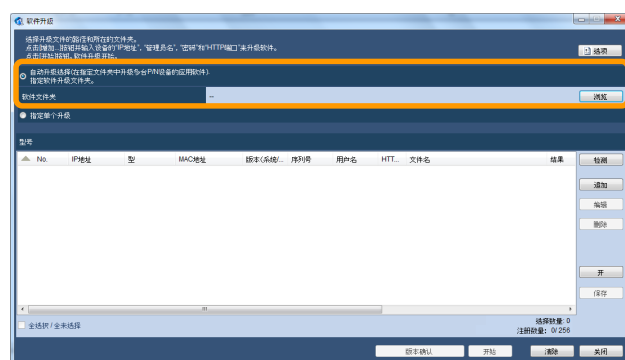 软件升级
选择升级文件的路径和所在的文件夹。
点击[增加...]按钮并输入设备的"IP地址", "管理员名", "密码"和"HTTP端口"来升级软件。
点击[开始]按钮, 软件升级开始。
选项
自动升级选择(在指定文件夹中升级多台P/N设备的应用软件).
指定软件升级文件夹。
软件文件夹 -- 浏览
指定单个升级
型号
No. IP地址 型 MAC地址 版本(系统/... 序列号 用户名 HTT... 文件名 结果
检测
追加
编辑
删除
开
保存
全选択 / 全未选择
选择数量: 0
注册数量: 0/ 256
版本确认 开始 清除 关闭